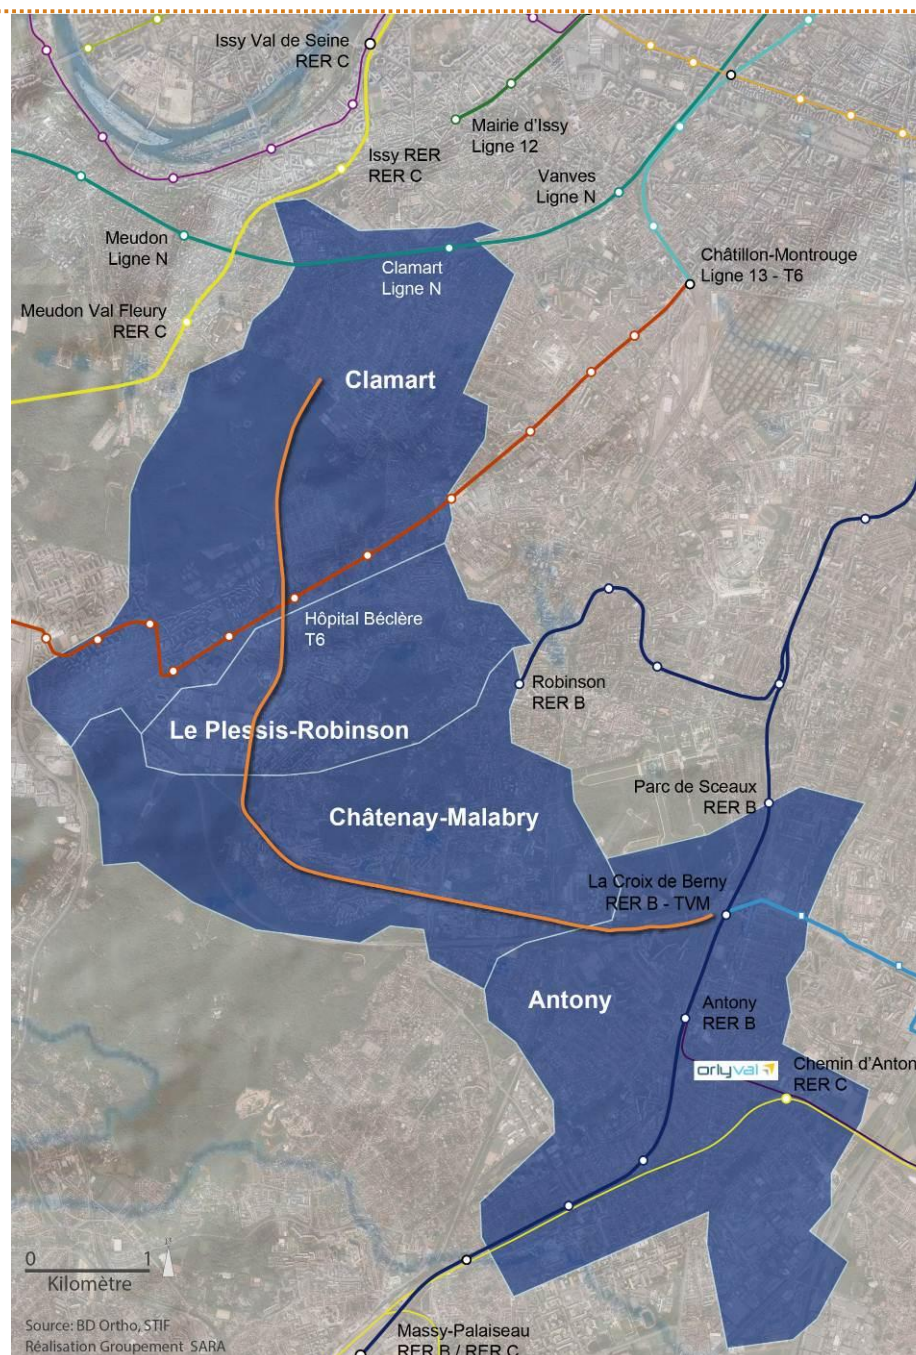 Issy Val de Seine
RER C
Mairie d'Issy
Ligne 12
Issy RER
RER C
Vanves
Ligne N
Meudon
Ligne N
Clamart
Ligne N
Châtillon-Montrouge
Ligne 13 - T6
Meudon Val Fleury
RER C
Clamart
Hôpital Béclère
T6
Robinson
RER B
Le Plessis-Robinson
Parc de Sceaux
RER B
Châtenay-Malabry
La Croix de Berny
RER B - TVM
Antony
Antony
RER B
orlyval
Chemin d'Anton
RER C
0 1
Kilomètre
Source: BD Ortho, STIF
Réalisation Groupement SARA
Massy-Palaiseau
RER B / RER C